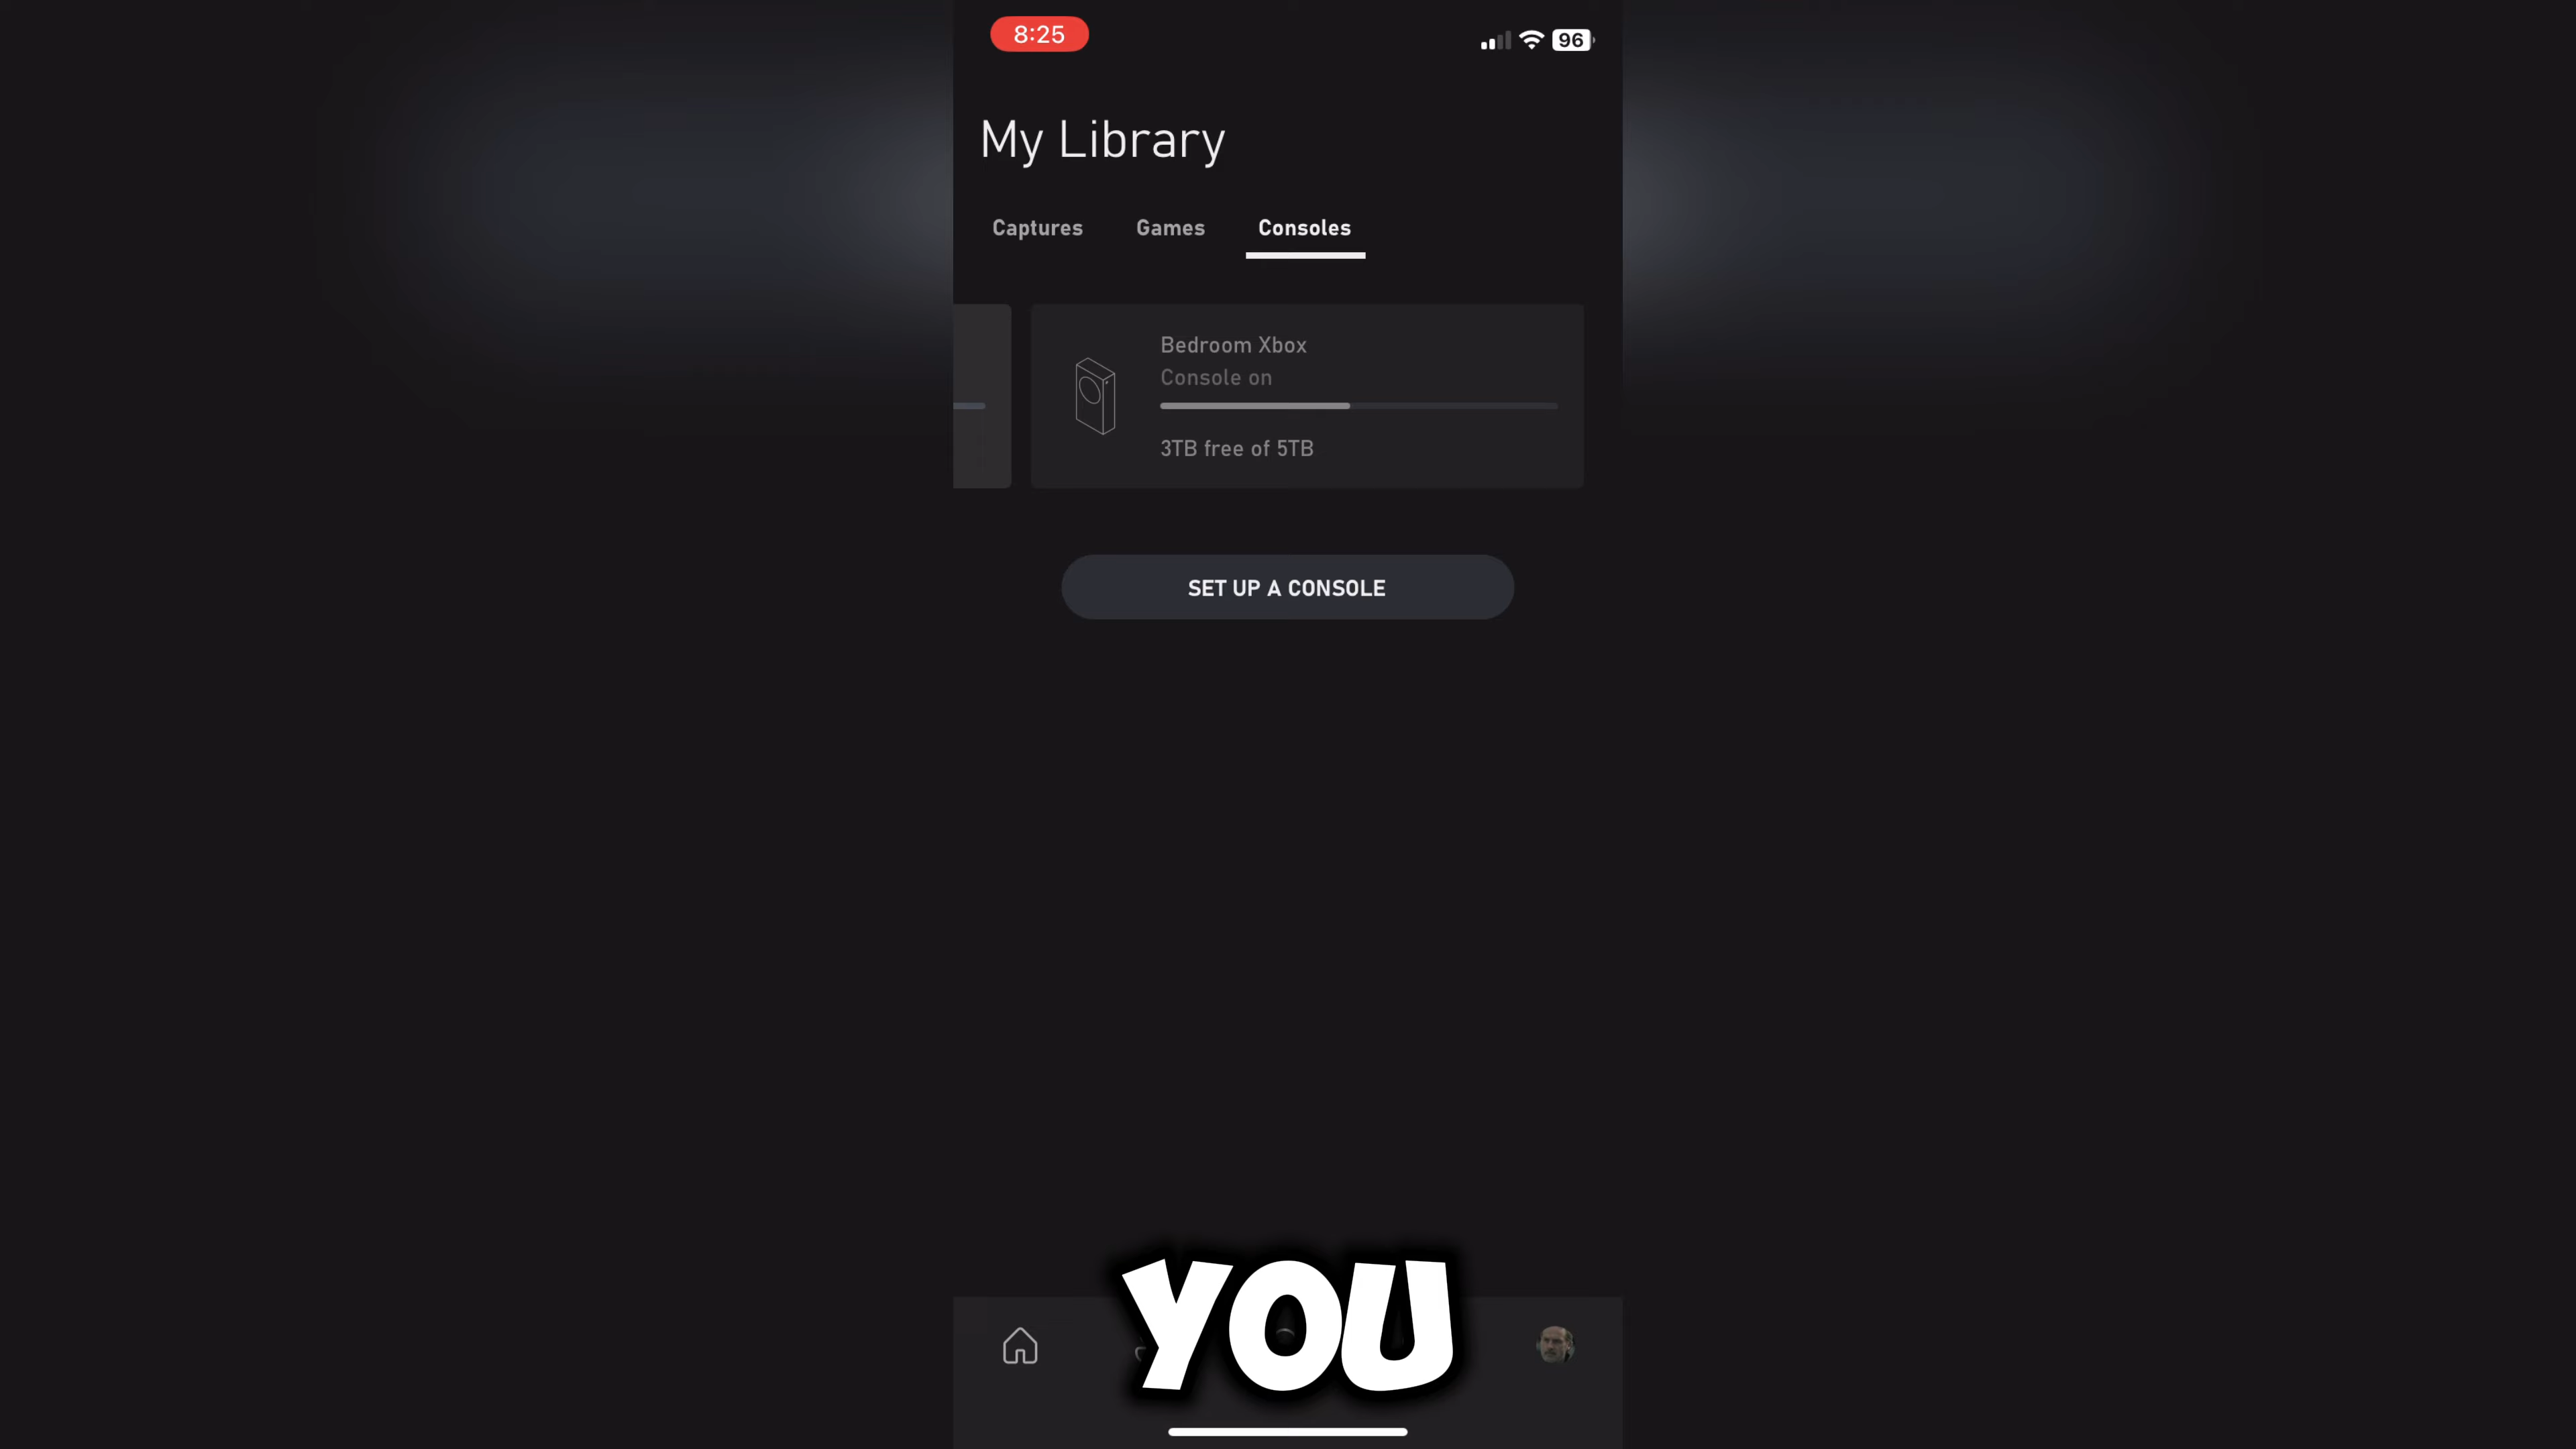 8:25
96
My Library
Captures Games Consoles
Bedroom Xbox
Console on
3TB free of 5TB
SET UP A CONSOLE
YOU